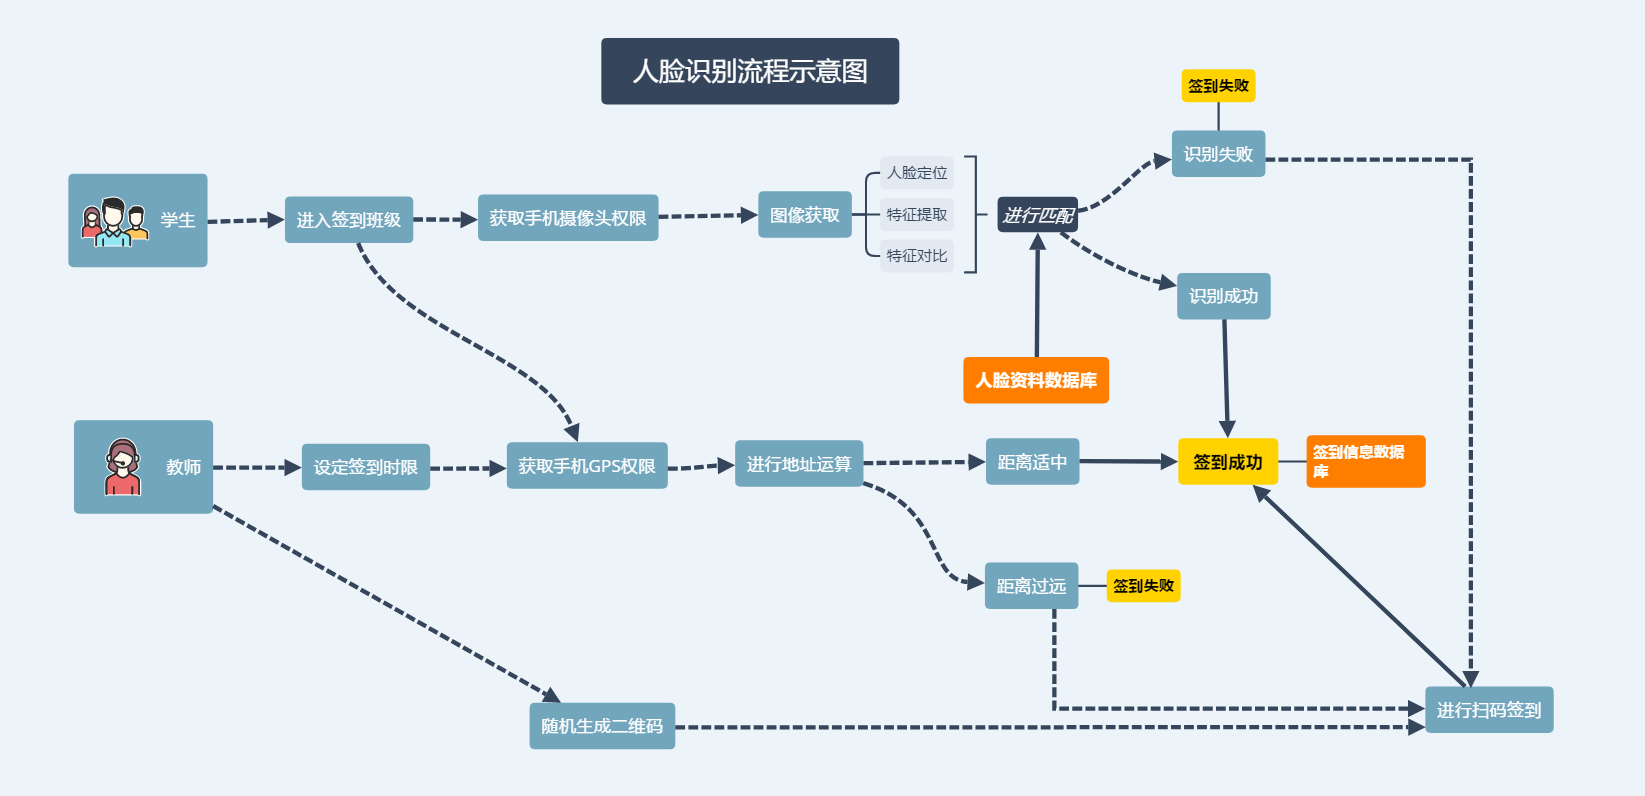 人脸识别流程示意图
签到失败
识别失败
学生
进入签到班级
获取手机摄像头权限
图像获取
人脸定位
特征提取
特征对比
进行匹配
识别成功
人脸资料数据库
教师
设定签到时限
获取手机GPS权限
进行地址运算
距离适中
签到成功
签到信息数据
库
距离过远
签到失败
随机生成二维码
进行扫码签到